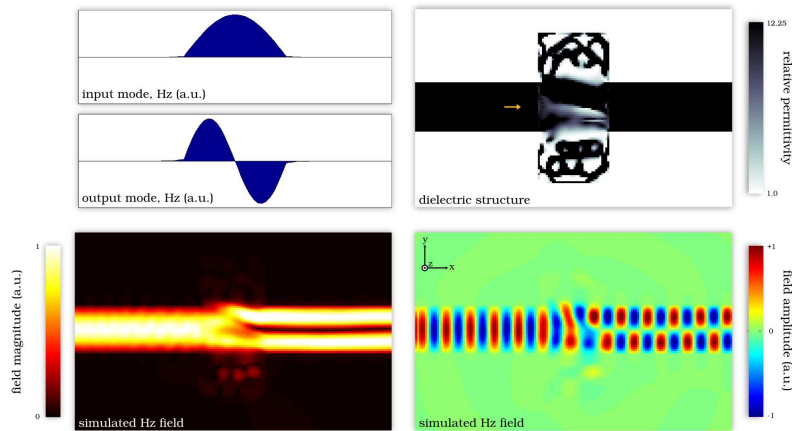 input mode, Hz (a.u.)
output mode, Hz (a.u.)
dielectric structure
12.25
relative permittivity
1.0
field magnitude (a.u.)
1
0
simulated Hz field
y
z
x
simulated Hz field
+1
0
-1
field amplitude (a.u.)